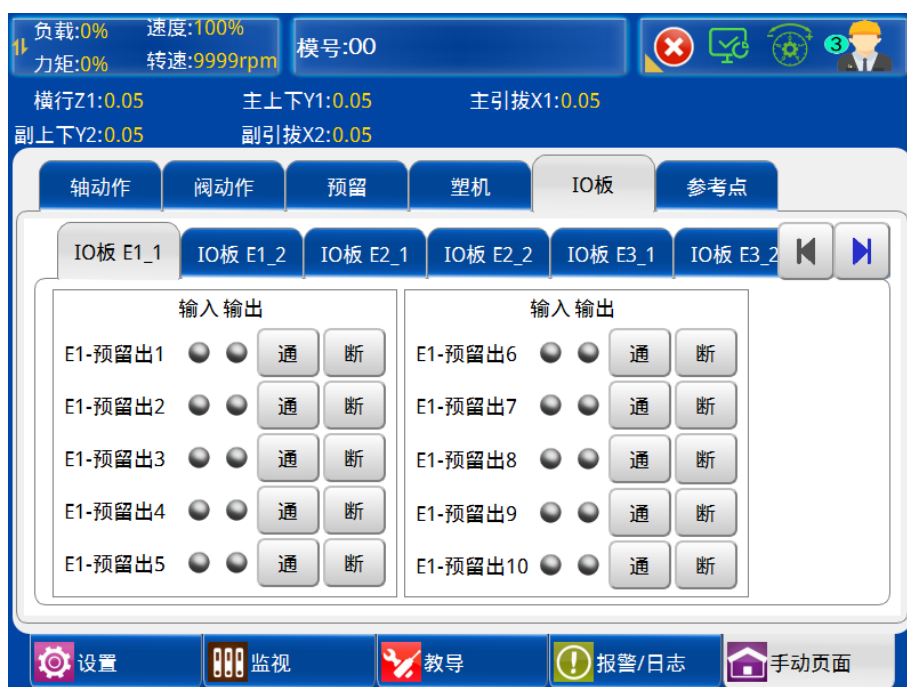 负载:0% 速度:100%
力矩:0% 转速:9999rpm
模号:00
3
横行Z1:0.05 主上下Y1:0.05 主引拔X1:0.05
副上下Y2:0.05 副引拔X2:0.05
轴动作 阀动作 预留 塑机 IO板 参考点
IO板 E1_1 IO板 E1_2 IO板 E2_1 IO板 E2_2 IO板 E3_1 IO板 E3_2
输入 输出 输入 输出
E1-预留出1 通 断 E1-预留出6 通 断
E1-预留出2 通 断 E1-预留出7 通 断
E1-预留出3 通 断 E1-预留出8 通 断
E1-预留出4 通 断 E1-预留出9 通 断
E1-预留出5 通 断 E1-预留出10 通 断
设置 监视 教导 报警/日志 手动页面